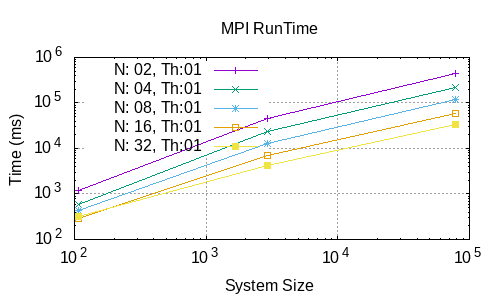 MPI RunTime
Time (ms)
10^6
10^5
10^4
10^3
10^2
N: 02, Th:01
N: 04, Th:01
N: 08, Th:01
N: 16, Th:01
N: 32, Th:01
10^2 10^3 10^4 10^5
System Size